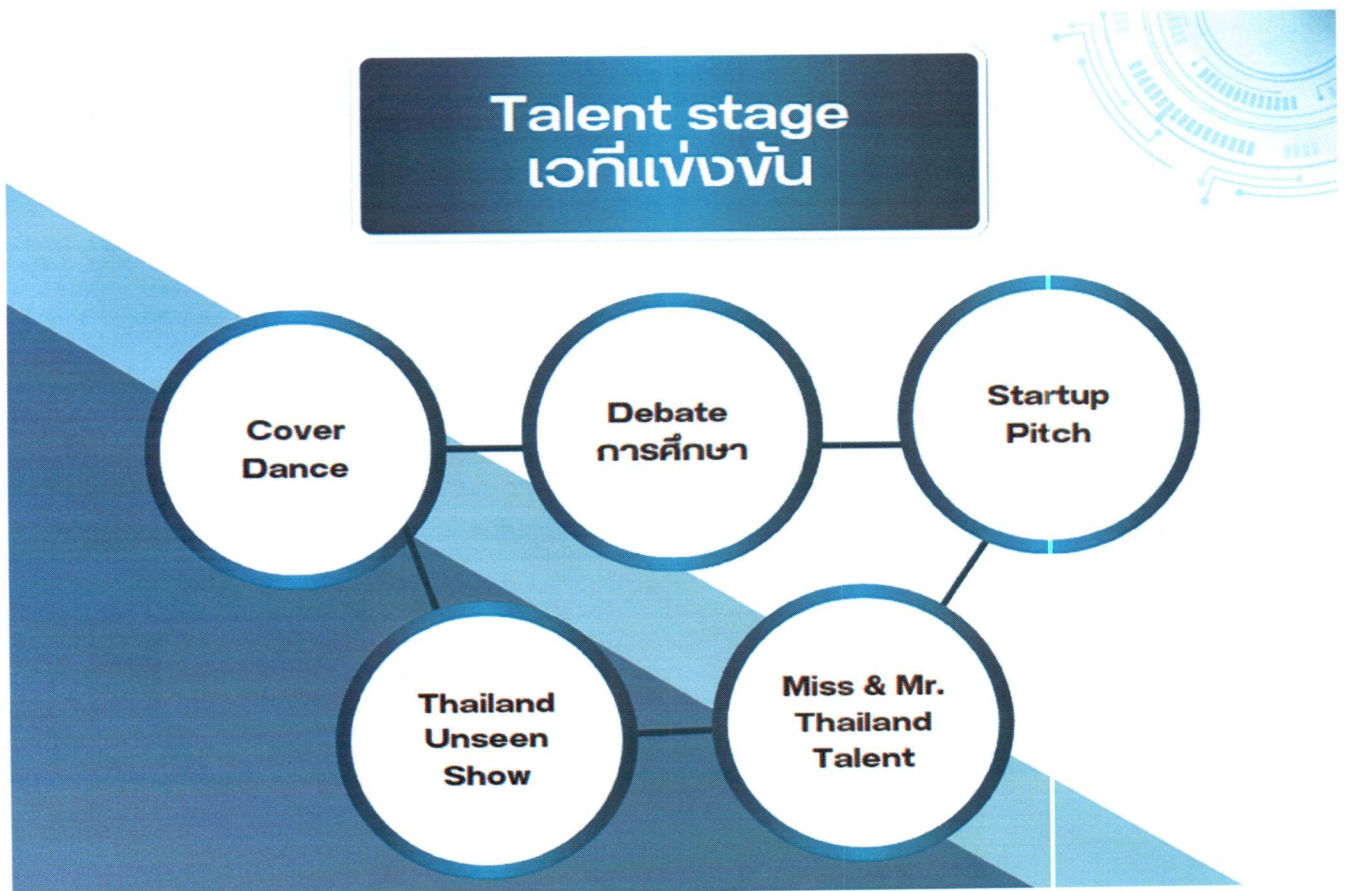 Talent stage
เวทีแข่งขัน
Cover
Dance
Debate
การศึกษา
Startup
Pitch
Thailand
Unseen
Show
Miss & Mr.
Thailand
Talent